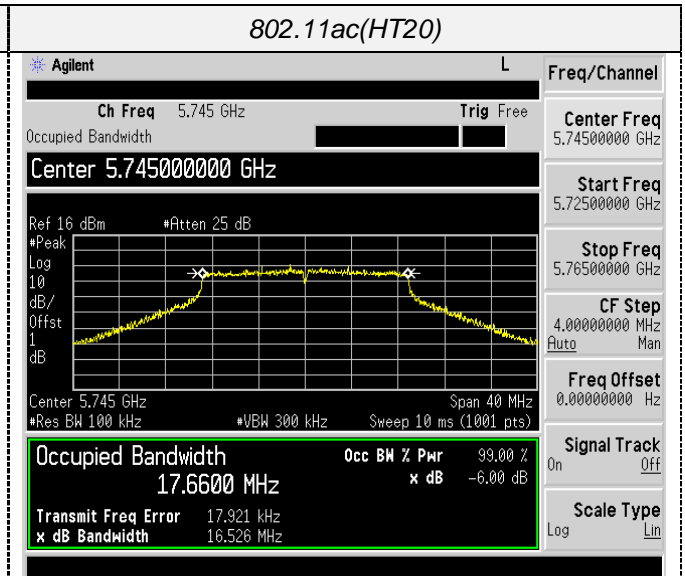 802.11ac(HT20)
Agilent L
Ch Freq 5.745 GHz Trig Free
Occupied Bandwidth
Center 5.745000000 GHz
Ref 16 dBm #Atten 25 dB
#Peak
Log
10
dB/
Offst
1
dB
Center 5.745 GHz Span 40 MHz
#Res BW 100 kHz #VBW 300 kHz Sweep 10 ms (1001 pts)
Occupied Bandwidth Occ BW % Pwr 99.00 %
17.6600 MHz x dB -6.00 dB
Transmit Freq Error 17.921 kHz
x dB Bandwidth 16.526 MHz
Freq/Channel
Center Freq
5.74500000 GHz
Start Freq
5.72500000 GHz
Stop Freq
5.76500000 GHz
CF Step
4.00000000 MHz
Auto Man
Freq Offset
0.00000000 Hz
Signal Track
On Off
Scale Type
Log Lin